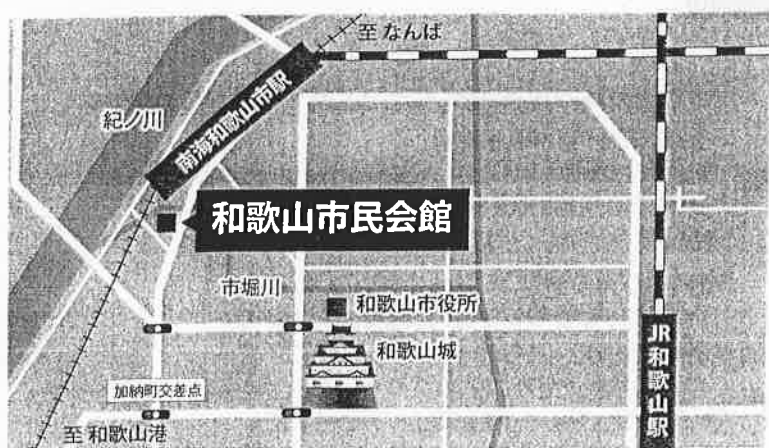 至 なんば
紀ノ川
南海和歌山市駅
和歌山市民会館
市堀川
和歌山市役所
和歌山城
JR和歌山駅
加納町交差点
至 和歌山港